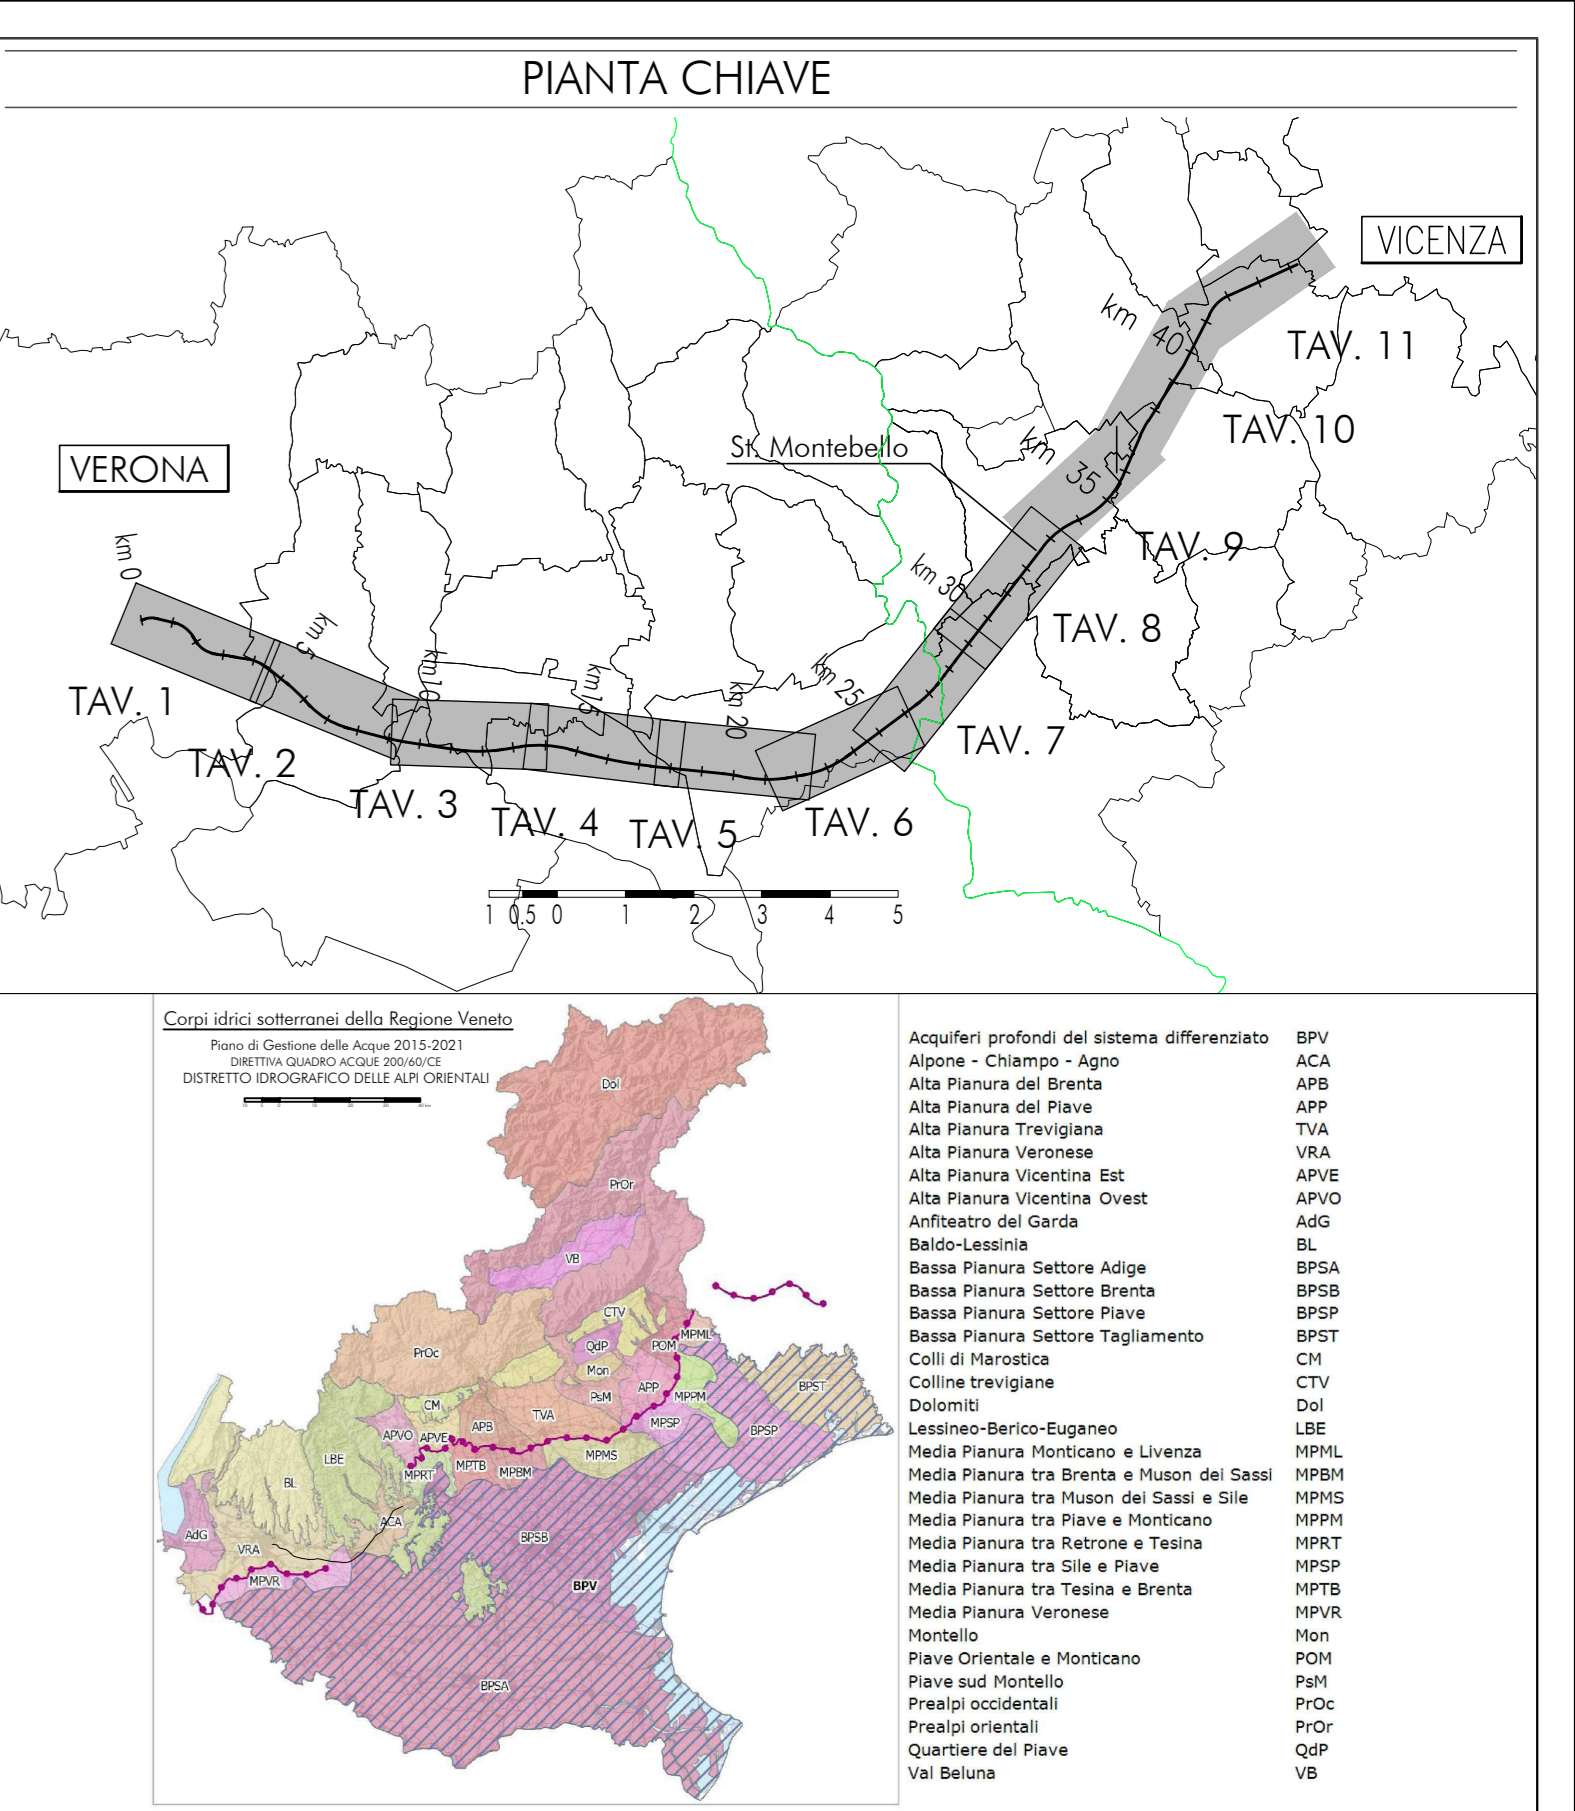 PIANTA CHIAVE
VICENZA
km 40
TAV. 11
TAV. 10
St. Montebello
km 35
VERONA
TAV. 9
km 0
km 30
km 5
TAV. 8
km 10
km 15
km 25
km 20
TAV. 1
TAV. 7
TAV. 2
TAV. 3
TAV. 4
TAV. 5
TAV. 6
1 0.5 0 1 2 3 4 5
Corpi idrici sotterranei della Regione Veneto
Piano di Gestione delle Acque 2015-2021
DIRETTIVA QUADRO ACQUE 200/60/CE
DISTRETTO IDROGRAFICO DELLE ALPI ORIENTALI
Dol
PrOr
VB
CTV
MPML
QdP
POM
PrOc
Mon
APP
BPST
PsM
MPPM
CM
TVA
MPSP
APB
BPSP
APVO
APVE
LBE
MPMS
MPTB
MPBM
MPRT
BL
ACA
AdG
BPSB
VRA
MPVR
BPV
BPSA
Acquiferi profondi del sistema differenziato BPV
Alpone - Chiampo - Agno ACA
Alta Pianura del Brenta APB
Alta Pianura del Piave APP
Alta Pianura Trevigiana TVA
Alta Pianura Veronese VRA
Alta Pianura Vicentina Est APVE
Alta Pianura Vicentina Ovest APVO
Anfiteatro del Garda AdG
Baldo-Lessinia BL
Bassa Pianura Settore Adige BPSA
Bassa Pianura Settore Brenta BPSB
Bassa Pianura Settore Piave BPSP
Bassa Pianura Settore Tagliamento BPST
Colli di Marostica CM
Colline trevigiane CTV
Dolomiti Dol
Lessineo-Berico-Euganeo LBE
Media Pianura Monticano e Livenza MPML
Media Pianura tra Brenta e Muson dei Sassi MPBM
Media Pianura tra Muson dei Sassi e Sile MPMS
Media Pianura tra Piave e Monticano MPPM
Media Pianura tra Retrone e Tesina MPRT
Media Pianura tra Sile e Piave MPSP
Media Pianura tra Tesina e Brenta MPTB
Media Pianura Veronese MPVR
Montello Mon
Piave Orientale e Monticano POM
Piave sud Montello PsM
Prealpi occidentali PrOc
Prealpi orientali PrOr
Quartiere del Piave QdP
Val Beluna VB